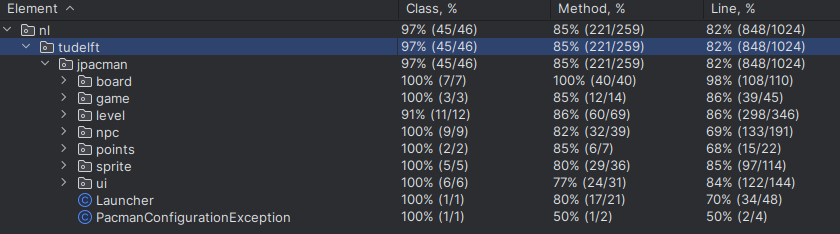 Element Class, % Method, % Line, %
nl 97% (45/46) 85% (221/259) 82% (848/1024)
tudelft 97% (45/46) 85% (221/259) 82% (848/1024)
jpacman 97% (45/46) 85% (221/259) 82% (848/1024)
board 100% (7/7) 100% (40/40) 98% (108/110)
game 100% (3/3) 85% (12/14) 86% (39/45)
level 91% (11/12) 86% (60/69) 86% (298/346)
npc 100% (9/9) 82% (32/39) 69% (133/191)
points 100% (2/2) 85% (6/7) 68% (15/22)
sprite 100% (5/5) 80% (29/36) 85% (97/114)
ui 100% (6/6) 77% (24/31) 84% (122/144)
Launcher 100% (1/1) 80% (17/21) 70% (34/48)
PacmanConfigurationException 100% (1/1) 50% (1/2) 50% (2/4)